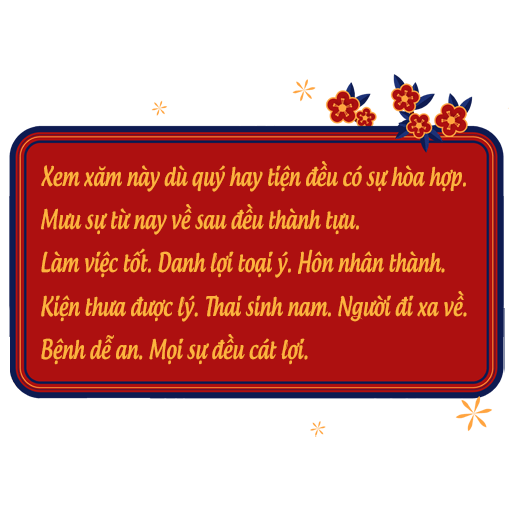 Xem xăm này dù quý hay tiện đều có sự hòa hợp.
Mưu sự từ nay về sau đều thành tựu.
Làm việc tốt. Danh lợi toại ý. Hôn nhân thành.
Kiện thưa được lý. Thai sinh nam. Người đi xa về.
Bệnh dễ an. Mọi sự đều cát lợi.